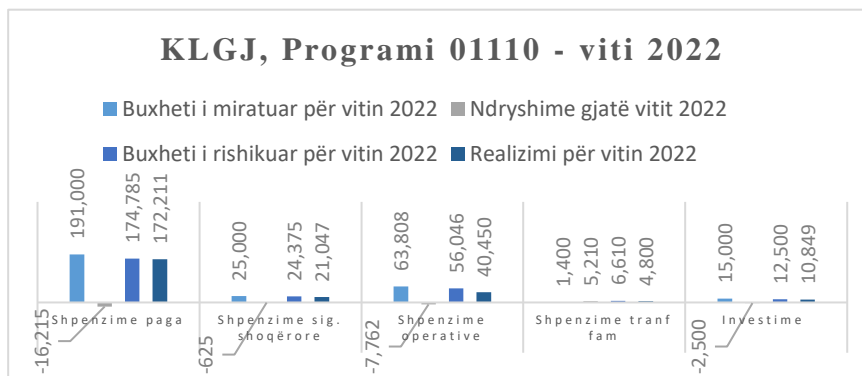 KLGJ, Programi 01110 - viti 2022
Buxheti i miratuar për vitin 2022
Ndryshime gjatë vitit 2022
Buxheti i rishikuar për vitin 2022
Realizimi për vitin 2022
191,000
-16,215
174,785
172,211
25,000
-625
24,375
21,047
63,808
-7,762
56,046
40,450
1,400
5,210
6,610
4,800
15,000
-2,500
12,500
10,849
Shpenzime paga
Shpenzime sig.
shoqërore
Shpenzime
operative
Shpenzime tranf
fam
Investime